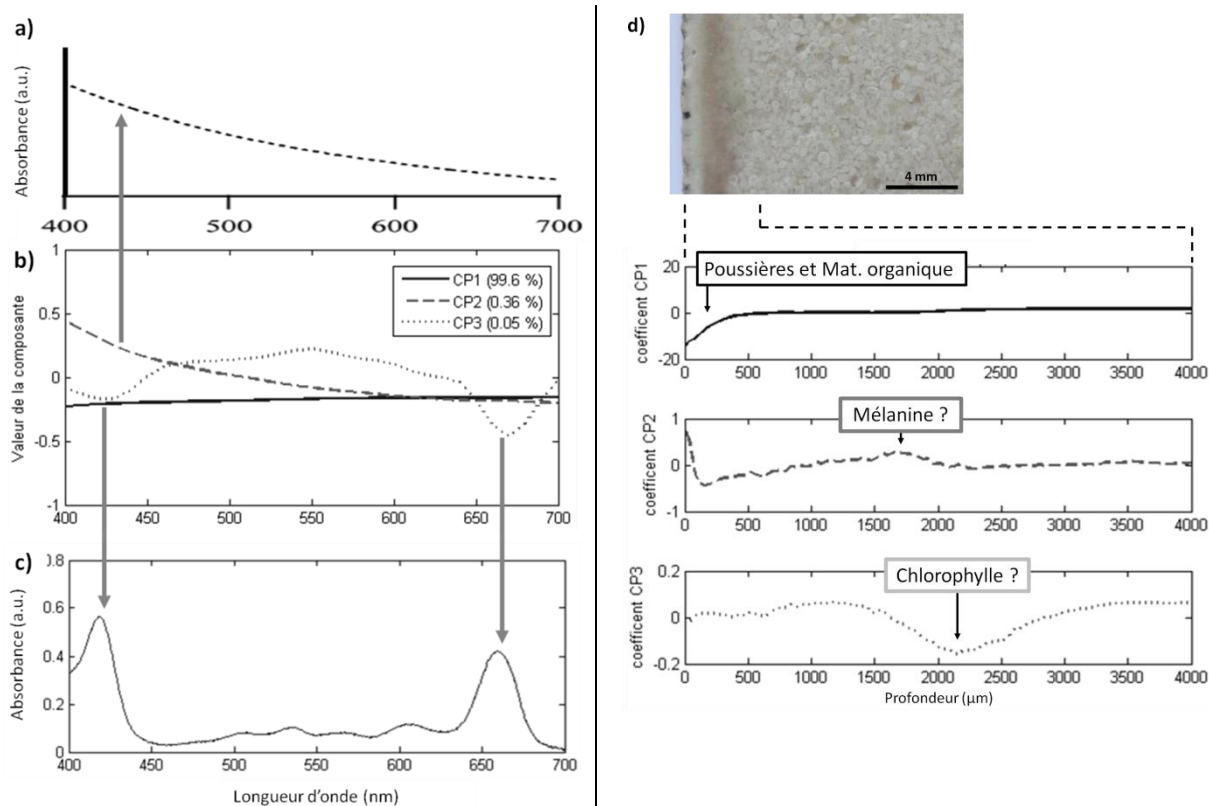 a)
Absorbance (a.u.)
400 500 600 700
b)
Valeur de la composante
1
0.5
0
-0.5
-1
CP1 (99.6 %)
CP2 (0.36 %)
CP3 (0.05 %)
400 450 500 550 600 650 700
c)
Absorbance (a.u.)
0.8
0.6
0.4
0.2
0
400 450 500 550 600 650 700
Longueur d'onde (nm)
d)
4 mm
coefficent CP1
20
0
-20
Poussières et Mat. organique
0 500 1000 1500 2000 2500 3000 3500 4000
coefficent CP2
1
0
-1
Mélanine ?
0 500 1000 1500 2000 2500 3000 3500 4000
coefficent CP3
0.2
0
-0.2
Chlorophylle ?
0 500 1000 1500 2000 2500 3000 3500 4000
Profondeur (µm)